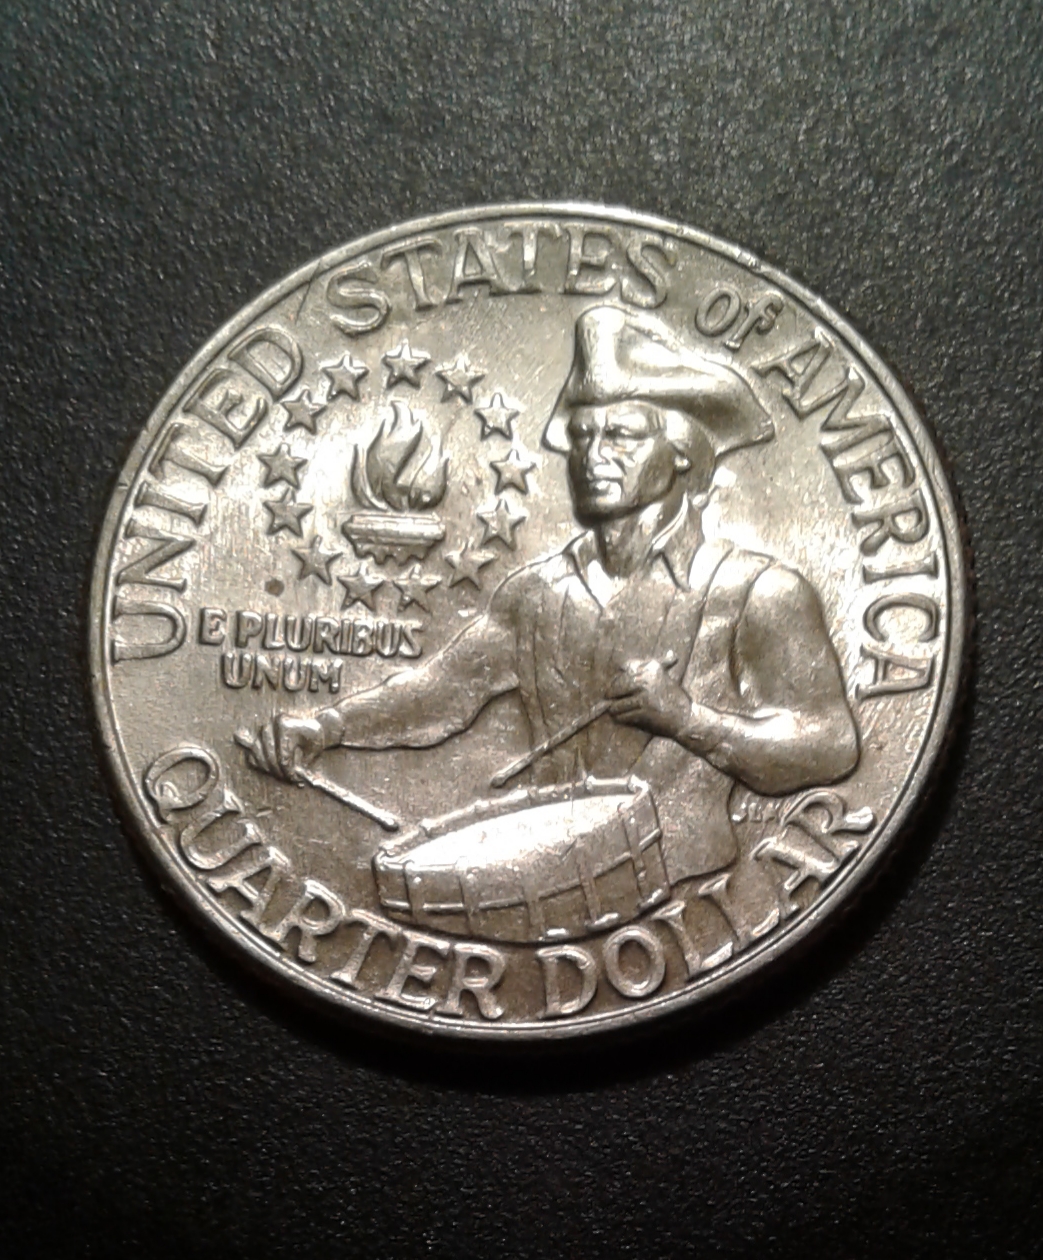 UNITED STATES of AMERICA
E PLURIBUS
UNUM
QUARTER DOLLAR